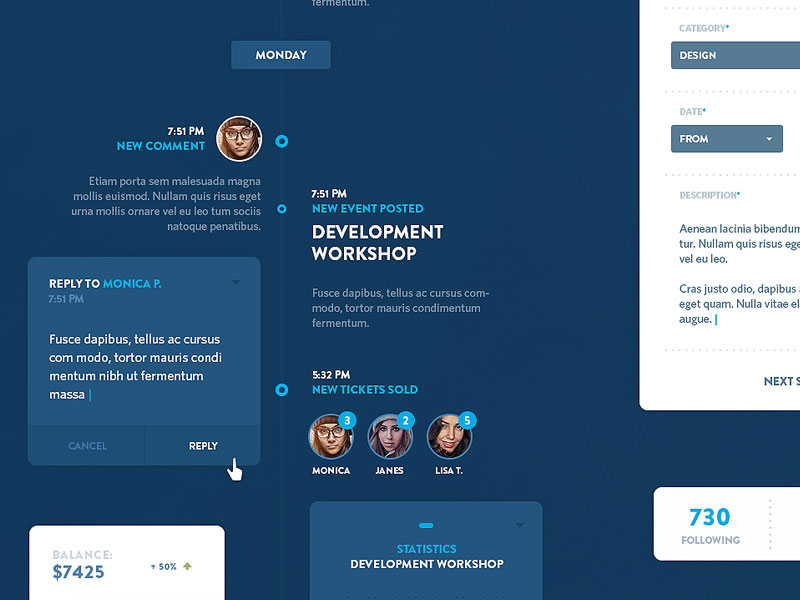 fermentum.
MONDAY
7:51 PM
NEW COMMENT
Etiam porta sem malesuada magna
mollis euismod. Nullam quis risus eget
urna mollis ornare vel eu leo tum sociis
natoque penatibus.
7:51 PM
NEW EVENT POSTED
DEVELOPMENT
WORKSHOP
Fusce dapibus, tellus ac cursus com-
modo, tortor mauris condimentum
fermentum.
REPLY TO MONICA P.
7:51 PM
Fusce dapibus, tellus ac cursus
com modo, tortor mauris condi
mentum nibh ut fermentum
massa
CANCEL
REPLY
5:32 PM
NEW TICKETS SOLD
3
2
5
MONICA
JANES
LISA T.
BALANCE:
$7425
+ 50%
STATISTICS
DEVELOPMENT WORKSHOP
CATEGORY*
DESIGN
DATE*
FROM
DESCRIPTION*
Aenean lacinia bibendum
tur. Nullam quis risus ege
vel eu leo.
Cras justo odio, dapibus a
eget quam. Nulla vitae el
augue.
NEXT S
730
FOLLOWING